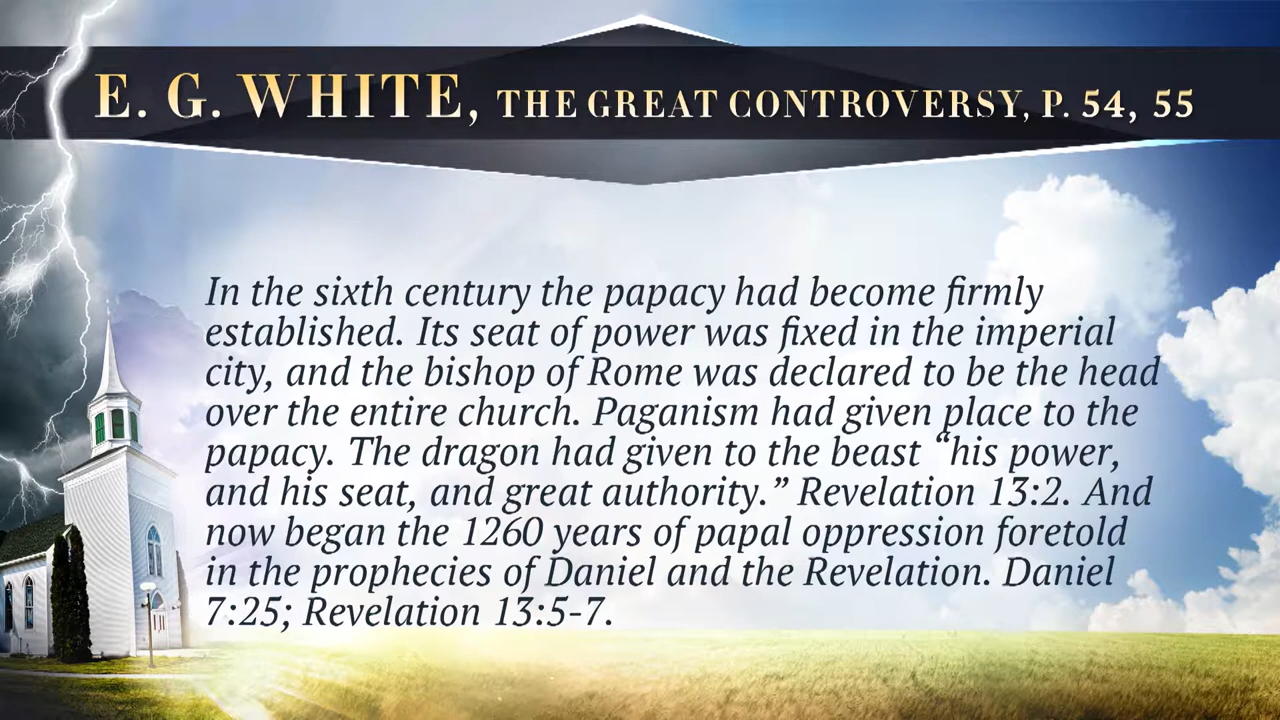 E. G. WHITE, THE GREAT CONTROVERSY, P. 54, 55
In the sixth century the papacy had become firmly
established. Its seat of power was fixed in the imperial
city, and the bishop of Rome was declared to be the head
over the entire church. Paganism had given place to the
papacy. The dragon had given to the beast “his power,
and his seat, and great authority.” Revelation 13:2. And
now began the 1260 years of papal oppression foretold
in the prophecies of Daniel and the Revelation. Daniel
7:25; Revelation 13:5-7.